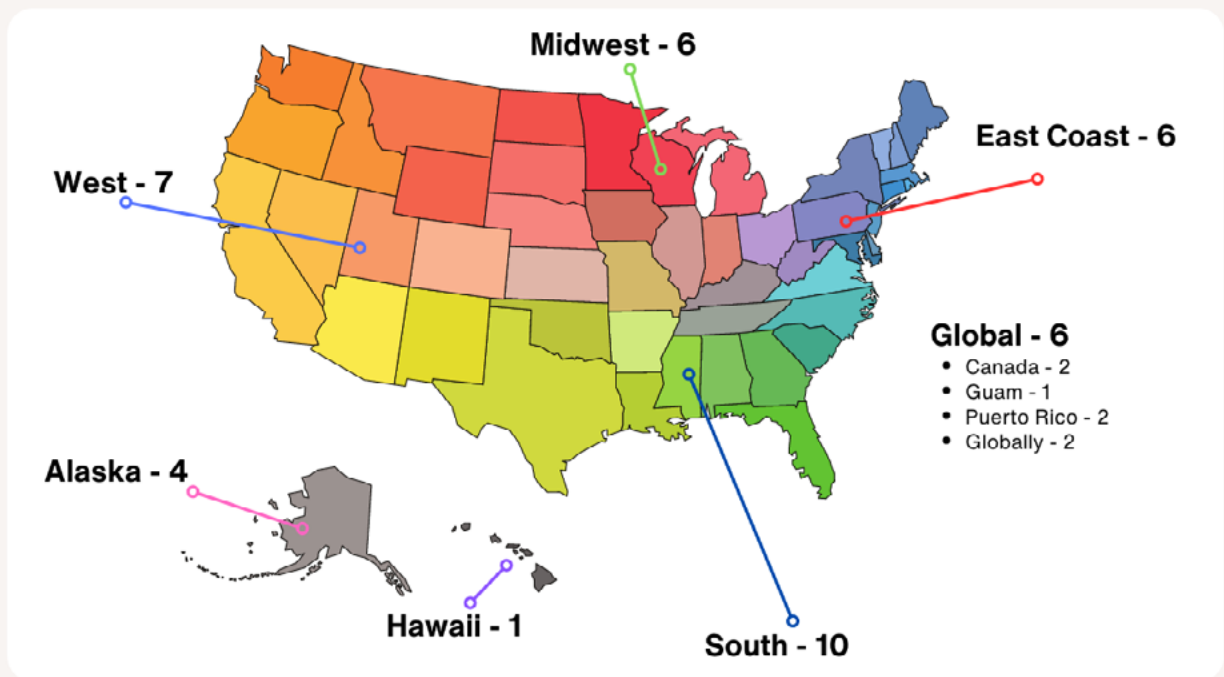 Midwest - 6
East Coast - 6
West - 7
Global - 6
• Canada - 2
• Guam - 1
• Puerto Rico - 2
• Globally - 2
Alaska - 4
Hawaii - 1
South - 10